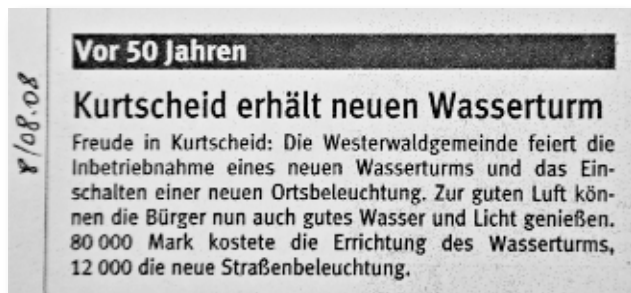 Vor 50 Jahren
Kurtscheid erhält neuen Wasserturm
Freude in Kurtscheid: Die Westerwaldgemeinde feiert die
Inbetriebnahme eines neuen Wasserturms und das Ein-
schalten einer neuen Ortsbeleuchtung. Zur guten Luft kön-
nen die Bürger nun auch gutes Wasser und Licht genießen.
80 000 Mark kostete die Errichtung des Wasserturms,
12 000 die neue Straßenbeleuchtung.
8/08.08